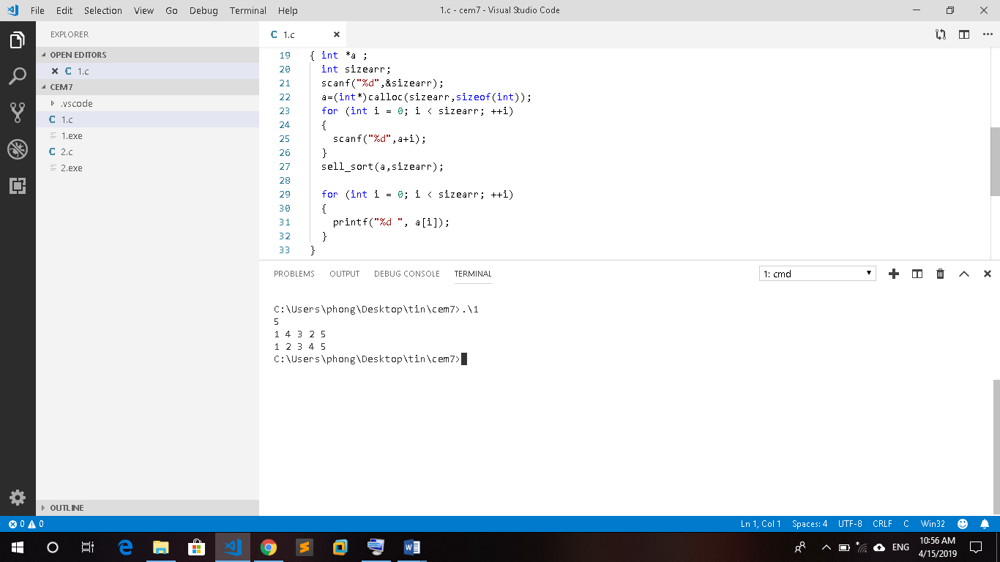 File Edit Selection View Go Debug Terminal Help
1.c - cem7 - Visual Studio Code
EXPLORER
OPEN EDITORS
C 1.c
CEM7
.vscode
C 1.c
1.exe
C 2.c
2.exe
OUTLINE
C 1.c
19 { int *a ;
20 int sizearr;
21 scanf("%d",&sizearr);
22 a=(int*)calloc(sizearr,sizeof(int));
23 for (int i = 0; i < sizearr; ++i)
24 {
25 scanf("%d",a+i);
26 }
27 sell_sort(a,sizearr);
28
29 for (int i = 0; i < sizearr; ++i)
30 {
31 printf("%d ", a[i]);
32 }
33 }
PROBLEMS OUTPUT DEBUG CONSOLE TERMINAL
1: cmd
C:\Users\phong\Desktop\tin\cem7>.\1
5
1 4 3 2 5
1 2 3 4 5
C:\Users\phong\Desktop\tin\cem7>
0 0
Ln 1, Col 1 Spaces: 4 UTF-8 CRLF C Win32
ENG
10:56 AM
4/15/2019